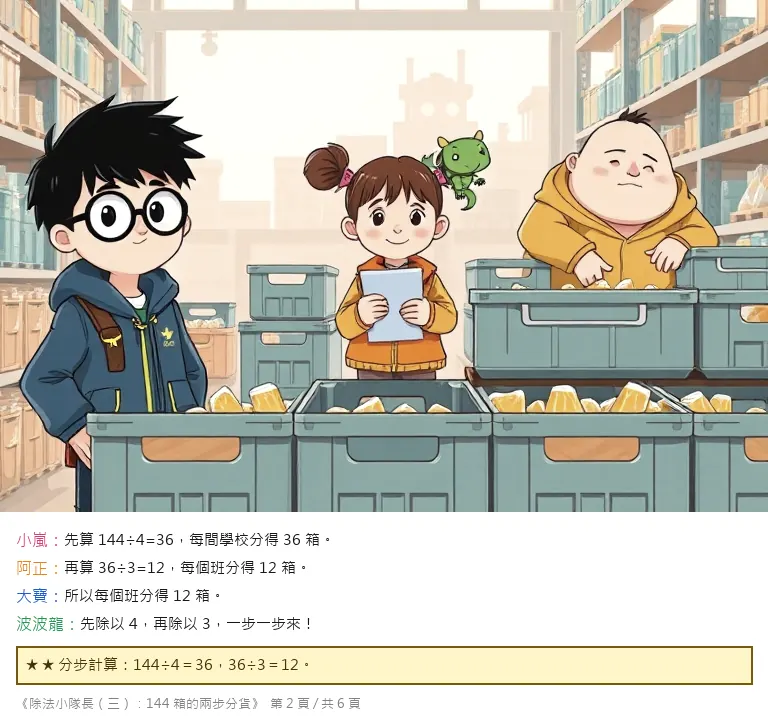 小嵐：先算 144÷4=36，每間學校分得 36 箱。
阿正：再算 36÷3=12，每個班分得 12 箱。
大寶：所以每個班分得 12 箱。
波波龍：先除以 4，再除以 3，一步一步來！
★★ 分步計算：144÷4＝36，36÷3＝12。
《除法小隊長（三）：144 箱的兩步分貨》 第 2 頁 / 共 6 頁